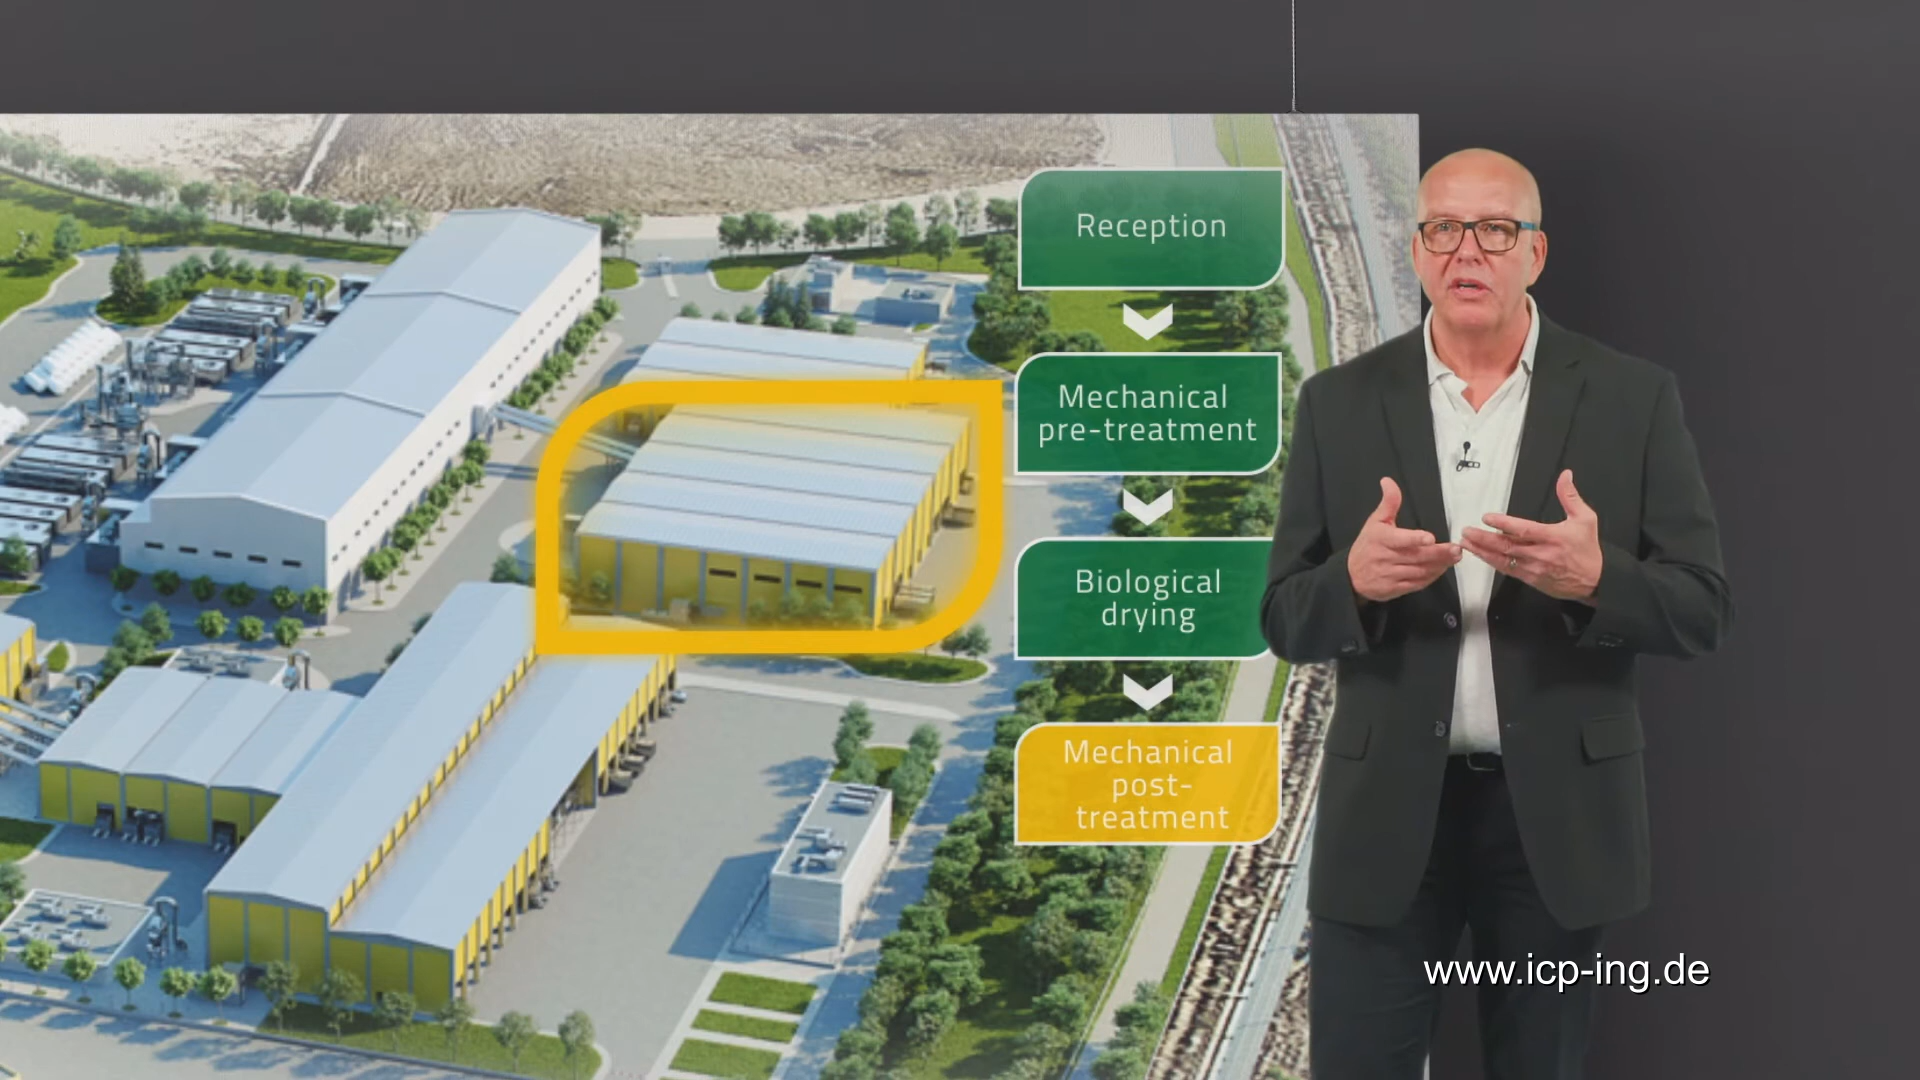 Reception
Mechanical
pre-treatment
Biological
drying
Mechanical
post-
treatment
www.icp-ing.de